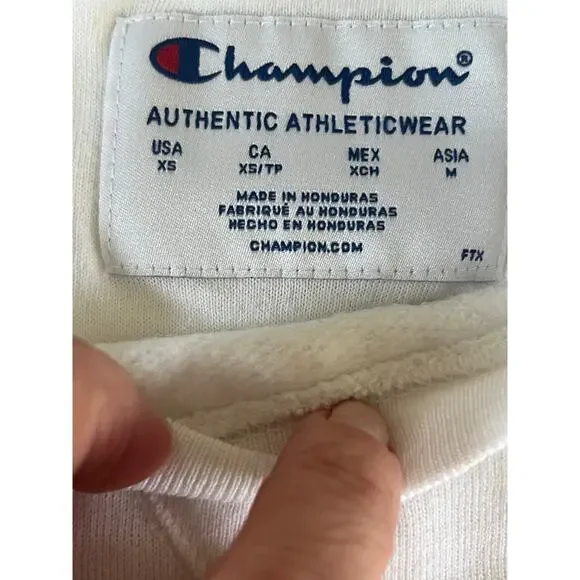 Champion®
AUTHENTIC ATHLETICWEAR
USA CA MEX ASIA
XS XS/TP XCH M
MADE IN HONDURAS
FABRIQUÉ AU HONDURAS
HECHO EN HONDURAS
CHAMPION.COM
FTX